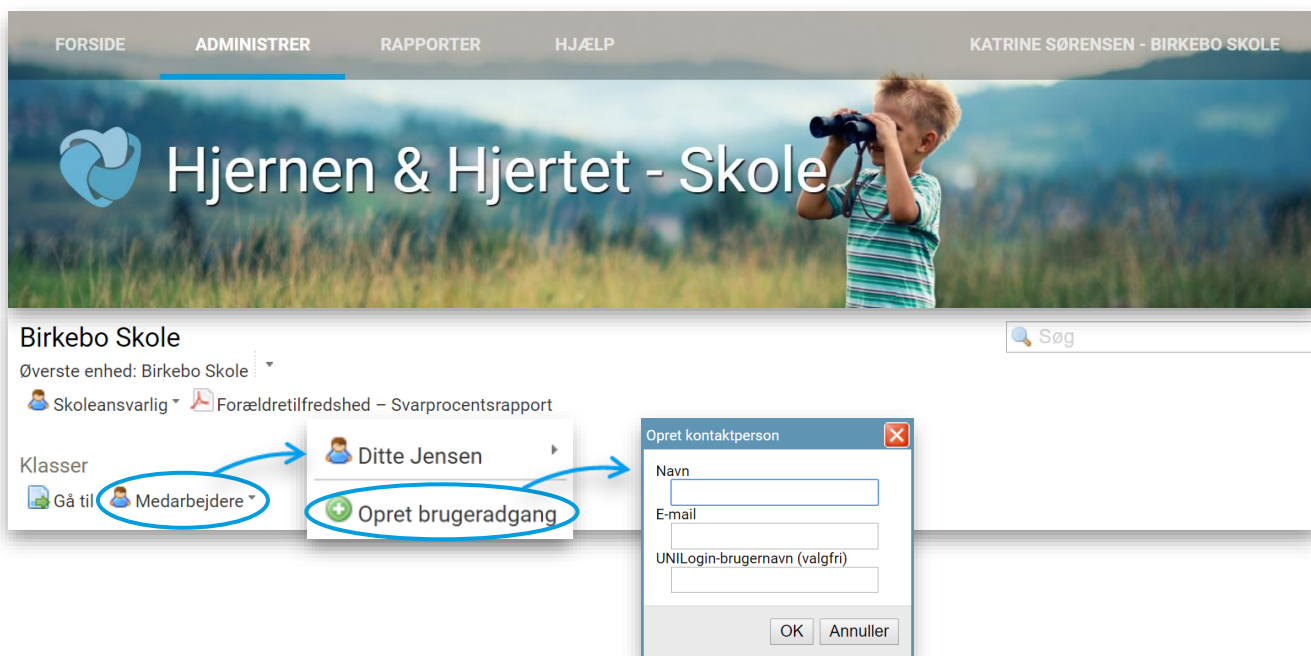 FORSIDE ADMINISTRER RAPPORTER HJÆLP KATRINE SØRENSEN - BIRKEBO SKOLE
Hjernen & Hjertet - Skole
Birkebo Skole
Søg
Øverste enhed: Birkebo Skole
Skoleansvarlig Forældretilfredshed – Svarprocentsrapport
Klasser
Gå til Medarbejdere
Ditte Jensen
Opret brugeradgang
Opret kontaktperson
Navn
E-mail
UNILogin-brugernavn (valgfri)
OK Annuller